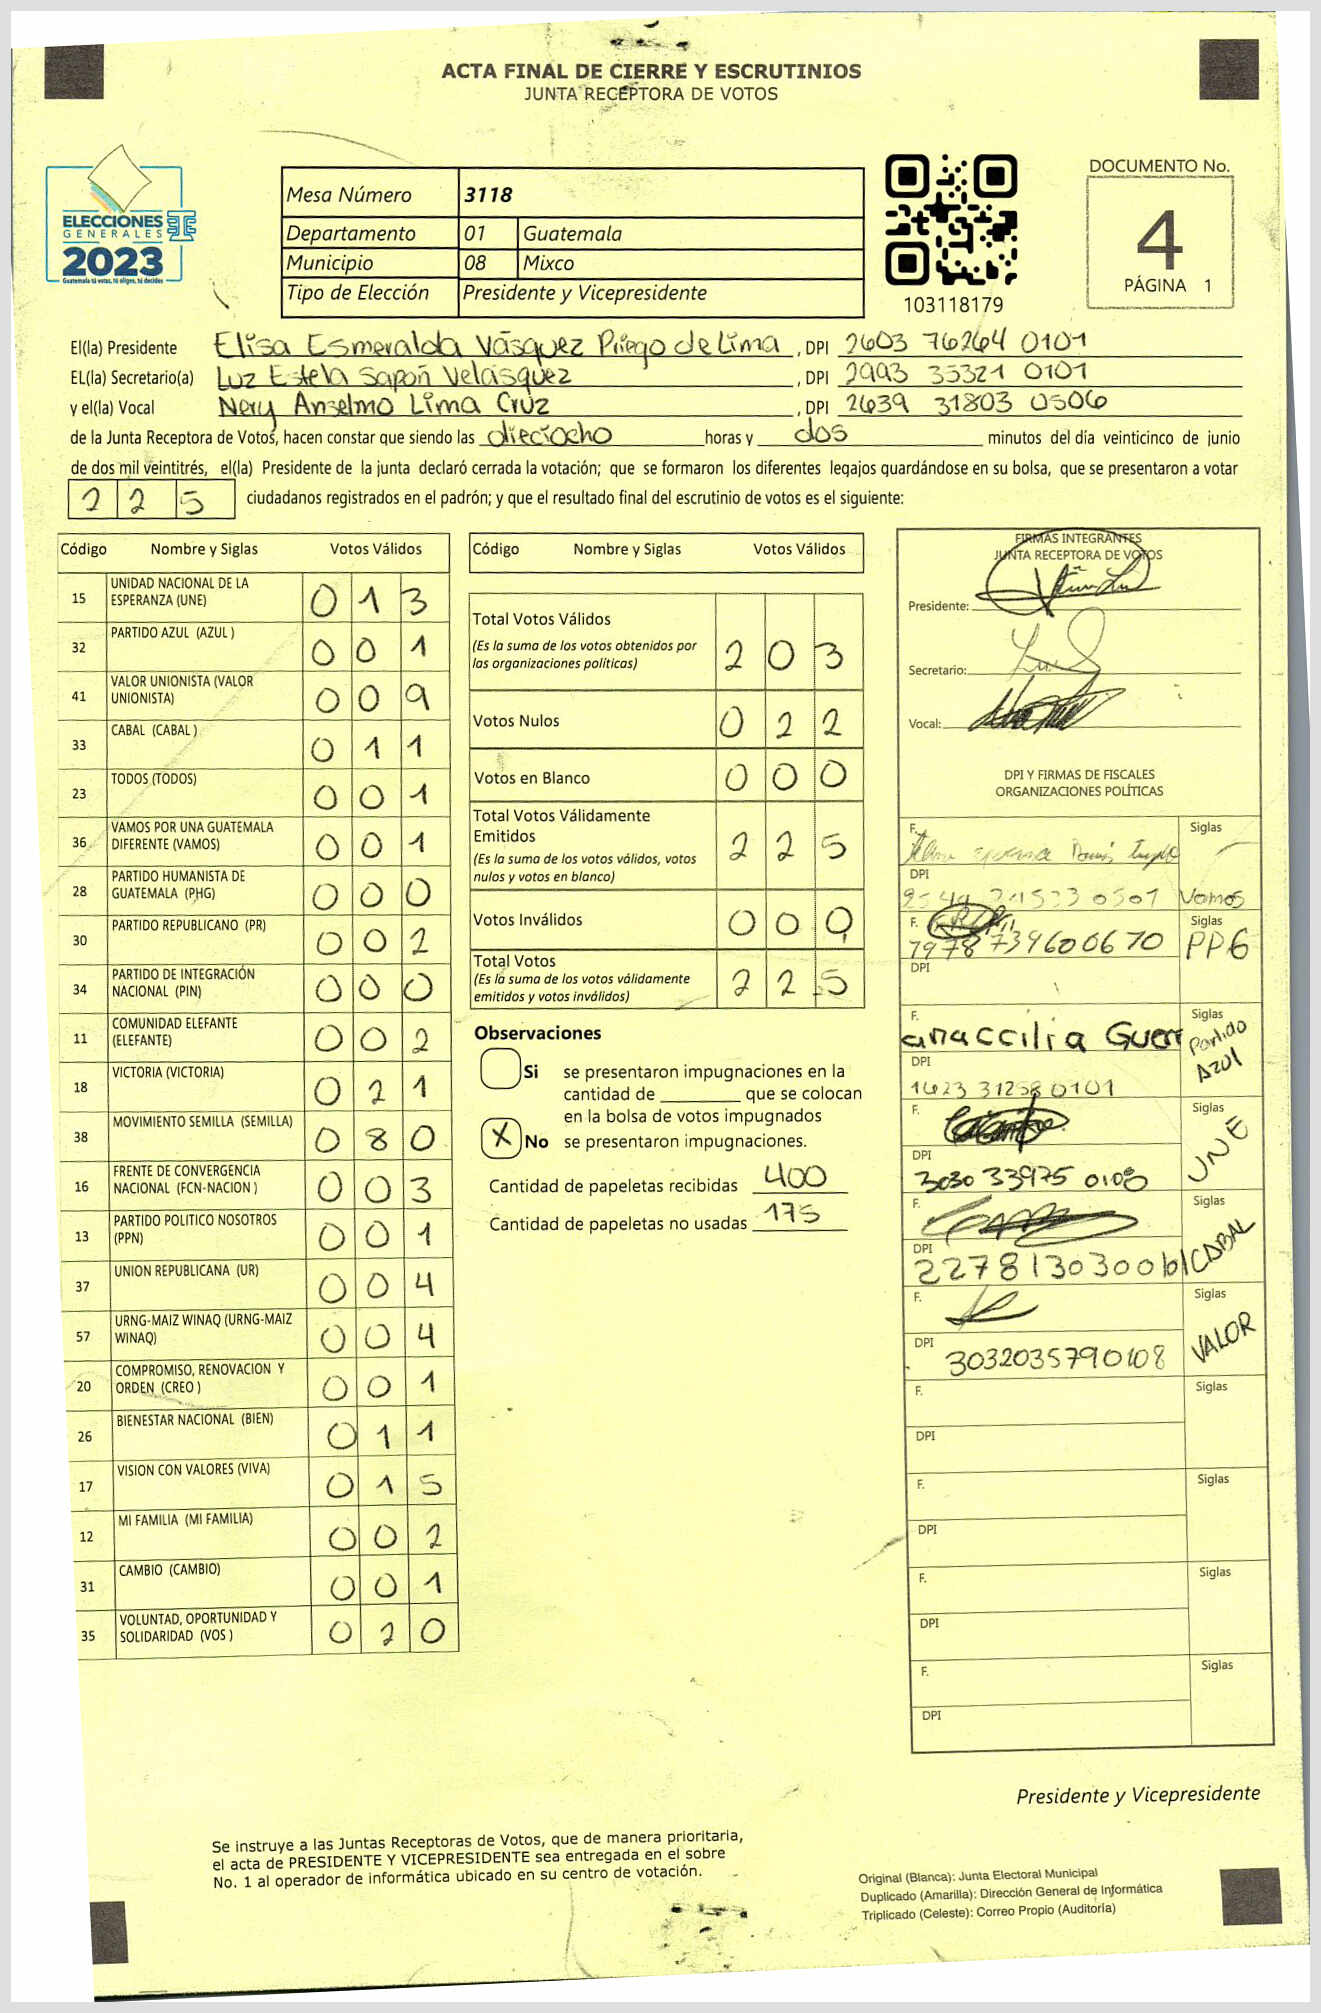 ACTA FINAL DE CIERRE Y ESCRUTINIOS
JUNTA RECEPTORA DE VOTOS
ELECCIONES
GENERALES
2023
Guatemala tú votas, tú eliges, tú decides
Mesa Número 3118
Departamento 01 Guatemala
Municipio 08 Mixco
Tipo de Elección Presidente y Vicepresidente
103118179
DOCUMENTO No.
4
PÁGINA 1
El(la) Presidente Elisa Esmeralda Vásquez Priego de Lima , DPI 2603 76264 0101
EL(la) Secretario(a) Luz Estela Sapón Velásquez , DPI 2993 35321 0101
y el(la) Vocal Nery Anselmo Lima Cruz , DPI 2639 31803 0506
de la Junta Receptora de Votos, hacen constar que siendo las dieciocho horas y dos minutos del día veinticinco de junio
de dos mil veintitrés, el(la) Presidente de la junta declaró cerrada la votación; que se formaron los diferentes legajos guardándose en su bolsa, que se presentaron a votar
2 2 5 ciudadanos registrados en el padrón; y que el resultado final del escrutinio de votos es el siguiente:
Código Nombre y Siglas Votos Válidos
15 UNIDAD NACIONAL DE LA ESPERANZA (UNE) 0 1 3
32 PARTIDO AZUL (AZUL ) 0 0 1
41 VALOR UNIONISTA (VALOR UNIONISTA) 0 0 9
33 CABAL (CABAL ) 0 1 1
23 TODOS (TODOS) 0 0 1
36 VAMOS POR UNA GUATEMALA DIFERENTE (VAMOS) 0 0 1
28 PARTIDO HUMANISTA DE GUATEMALA (PHG) 0 0 0
30 PARTIDO REPUBLICANO (PR) 0 0 2
34 PARTIDO DE INTEGRACIÓN NACIONAL (PIN) 0 0 0
11 COMUNIDAD ELEFANTE (ELEFANTE) 0 0 2
18 VICTORIA (VICTORIA) 0 2 1
38 MOVIMIENTO SEMILLA (SEMILLA) 0 8 0
16 FRENTE DE CONVERGENCIA NACIONAL (FCN-NACION ) 0 0 3
13 PARTIDO POLITICO NOSOTROS (PPN) 0 0 1
37 UNION REPUBLICANA (UR) 0 0 4
57 URNG-MAIZ WINAQ (URNG-MAIZ WINAQ) 0 0 4
20 COMPROMISO, RENOVACION Y ORDEN (CREO ) 0 0 1
26 BIENESTAR NACIONAL (BIEN) 0 1 1
17 VISION CON VALORES (VIVA) 0 1 5
12 MI FAMILIA (MI FAMILIA) 0 0 2
31 CAMBIO (CAMBIO) 0 0 1
35 VOLUNTAD, OPORTUNIDAD Y SOLIDARIDAD (VOS ) 0 2 0
Código Nombre y Siglas Votos Válidos
Total Votos Válidos
(Es la suma de los votos obtenidos por
las organizaciones políticas) 2 0 3
Votos Nulos 0 2 2
Votos en Blanco 0 0 0
Total Votos Válidamente
Emitidos
(Es la suma de los votos válidos, votos
nulos y votos en blanco) 2 2 5
Votos Inválidos 0 0 0
Total Votos
(Es la suma de los votos válidamente
emitidos y votos inválidos) 2 2 5
Observaciones
Si se presentaron impugnaciones en la
cantidad de ________ que se colocan
en la bolsa de votos impugnados
X No se presentaron impugnaciones.
Cantidad de papeletas recibidas 400
Cantidad de papeletas no usadas 175
FIRMAS INTEGRANTES
JUNTA RECEPTORA DE VOTOS
Presidente:
Secretario:
Vocal:
DPI Y FIRMAS DE FISCALES
ORGANIZACIONES POLÍTICAS
F. Siglas
DPI
Vamos
F. Siglas
7978 739600670 PPG
DPI
F. Siglas
anaccilia Guerr Partido
Azul
DPI
1623 31258 0101
F. Siglas
UNE
DPI
3030 33975 0108
F. Siglas
CABAL
DPI
2278 13030 0101
F. Siglas
VALOR
DPI
3032035790108
F. Siglas
DPI
F. Siglas
DPI
F. Siglas
DPI
F. Siglas
DPI
Presidente y Vicepresidente
Se instruye a las Juntas Receptoras de Votos, que de manera prioritaria,
el acta de PRESIDENTE Y VICEPRESIDENTE sea entregada en el sobre
No. 1 al operador de informática ubicado en su centro de votación.
Original (Blanca): Junta Electoral Municipal
Duplicado (Amarilla): Dirección General de Informática
Triplicado (Celeste): Correo Propio (Auditoría)